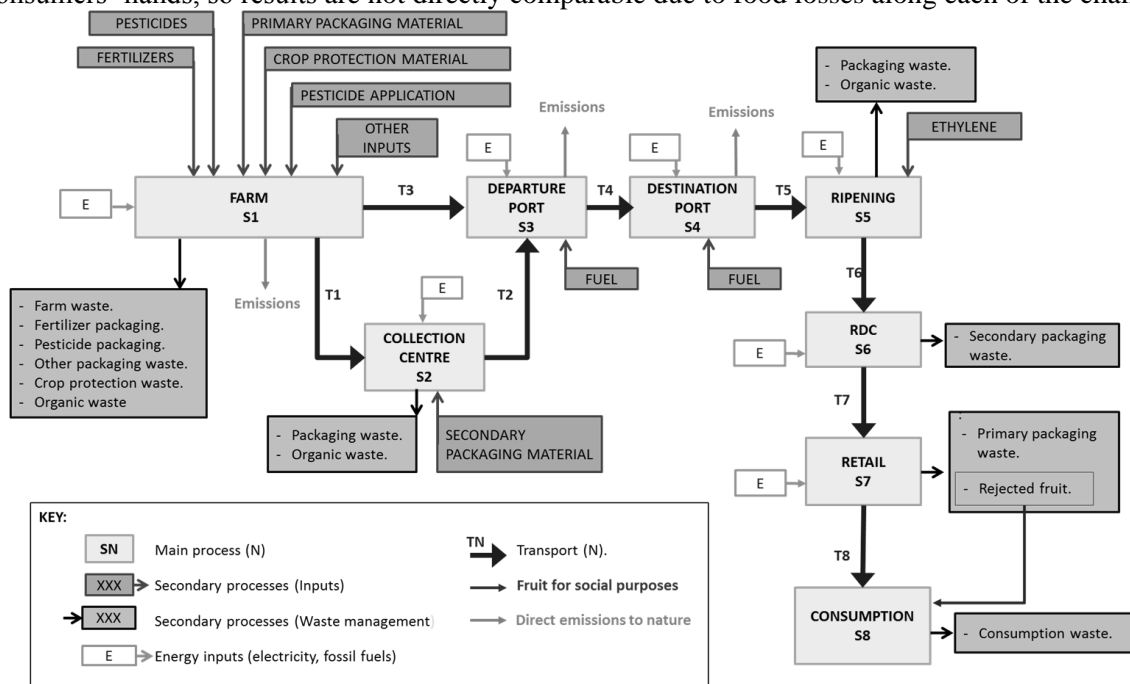 onsumers' hands, so results are not directly comparable due to food losses along each of the chai
PESTICIDES
PRIMARY PACKAGING MATERIAL
FERTILIZERS
CROP PROTECTION MATERIAL
PESTICIDE APPLICATION
OTHER
INPUTS
Emissions
Emissions
- Packaging waste.
- Organic waste.
ETHYLENE
E
E
E
E
FARM
S1
T3
DEPARTURE
PORT
S3
T4
DESTINATION
PORT
S4
T5
RIPENING
S5
FUEL
FUEL
Emissions
T1
T2
E
T6
- Farm waste.
- Fertilizer packaging.
- Pesticide packaging.
- Other packaging waste.
- Crop protection waste.
- Organic waste
COLLECTION
CENTRE
S2
- Packaging waste.
- Organic waste.
SECONDARY
PACKAGING MATERIAL
E
RDC
S6
- Secondary packaging
waste.
T7
E
RETAIL
S7
- Primary packaging
waste.
- Rejected fruit.
T8
CONSUMPTION
S8
- Consumption waste.
KEY:
SN
Main process (N)
XXX
Secondary processes (Inputs)
XXX
Secondary processes (Waste management)
E
Energy inputs (electricity, fossil fuels)
TN
Transport (N).
Fruit for social purposes
Direct emissions to nature